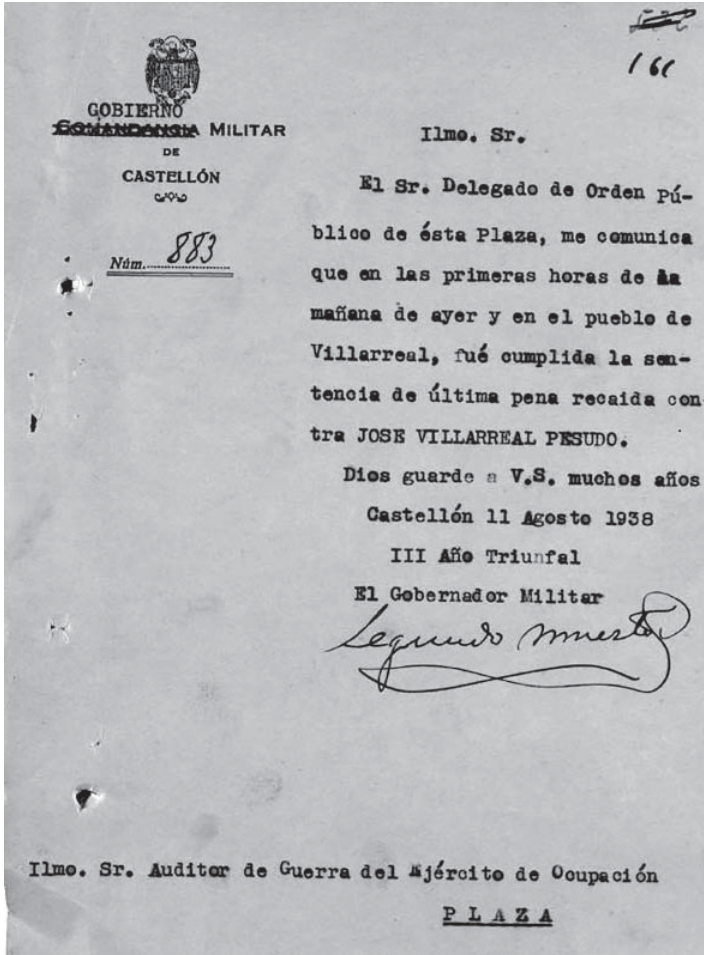 161
GOBIERNO
COMANDANCIA MILITAR
DE
CASTELLÓN
Núm. 883
Ilmo. Sr.
El Sr. Delegado de Orden Pú-
blico de ésta Plaza, me comunica
que en las primeras horas de la
mañana de ayer y en el pueblo de
Villarreal, fué cumplida la sen-
tencia de última pena recaida con
tra JOSE VILLARREAL PESUDO.
Dios guarde a V.S. muchos años
Castellón 11 Agosto 1938
III Año Triunfal
El Gobernador Militar
Segundo
Ilmo. Sr. Auditor de Guerra del Ejército de Ocupación
PLAZA